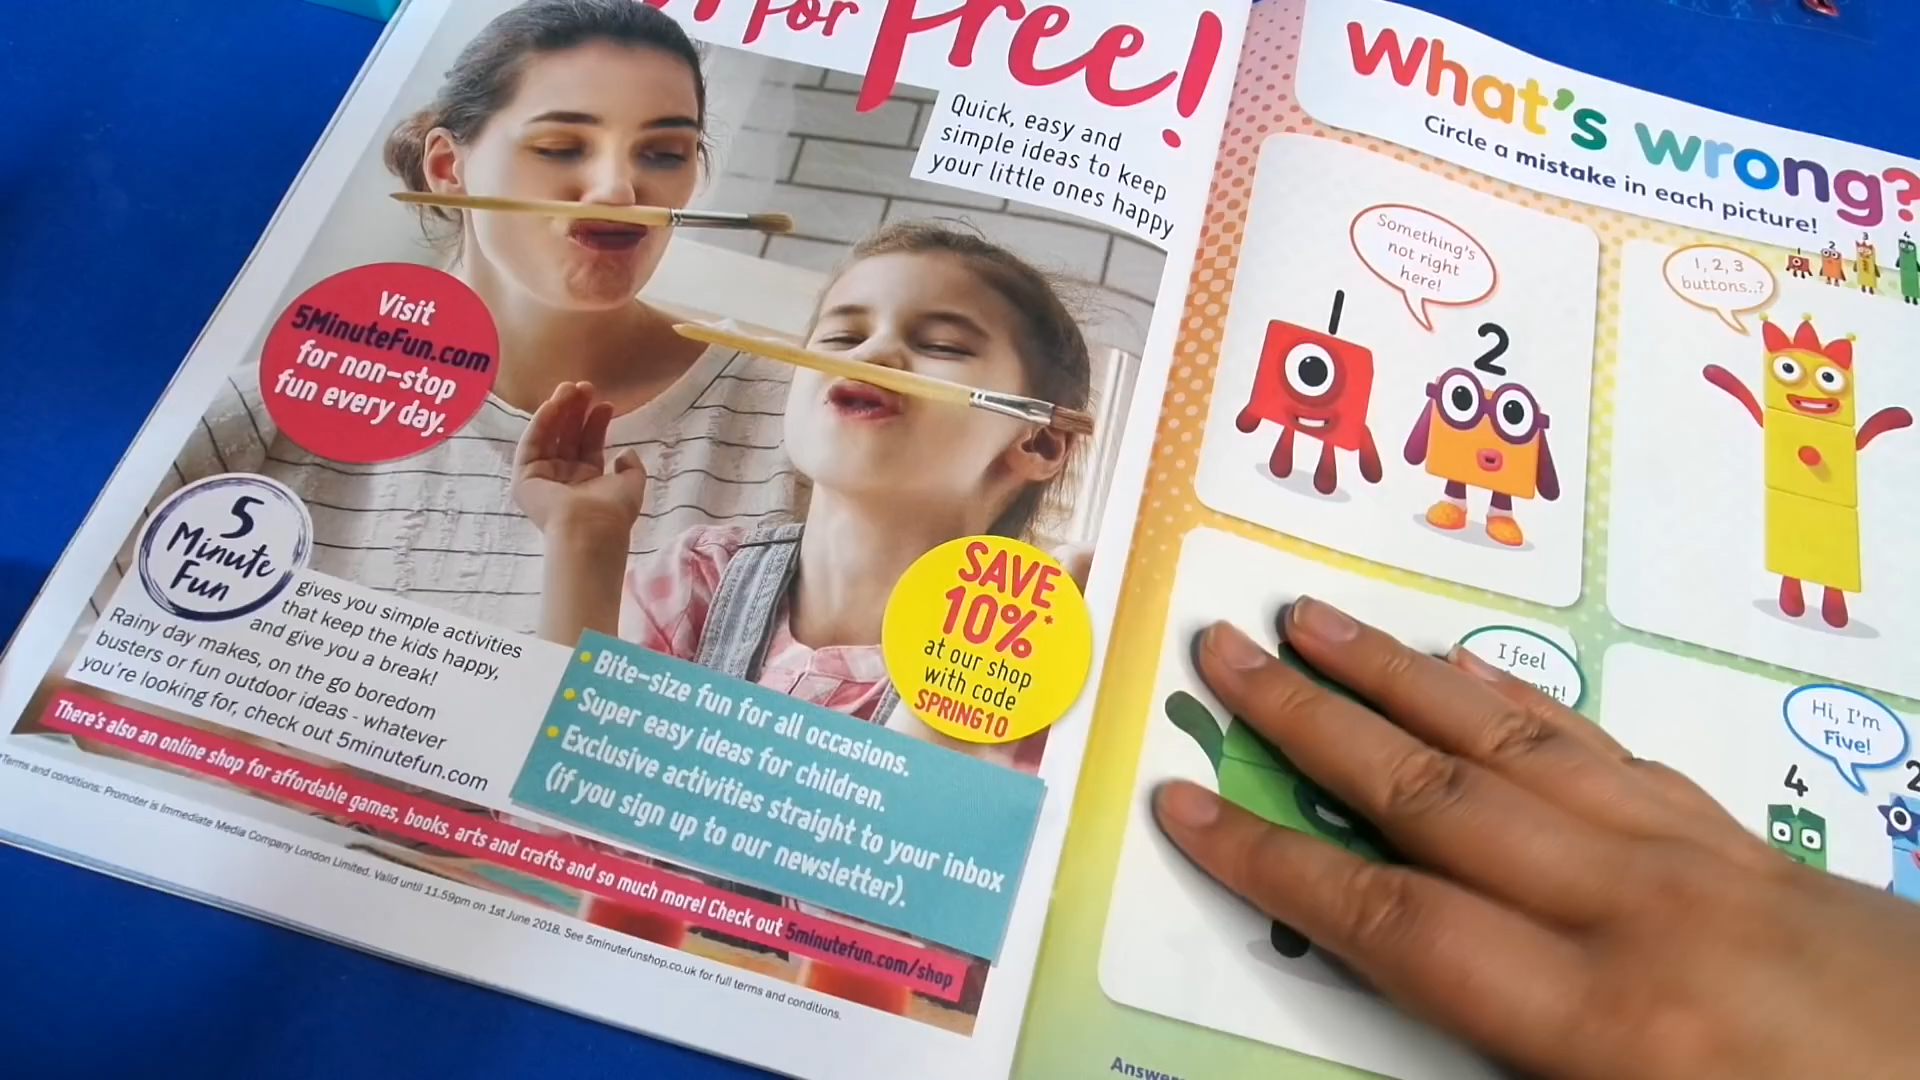 for free!
Quick, easy and
simple ideas to keep
your little ones happy
Visit
5MinuteFun.com
for non-stop
fun every day.
5
Minute
Fun
gives you simple activities
that keep the kids happy,
and give you a break!
Rainy day makes, on the go boredom
busters or fun outdoor ideas - whatever
you're looking for, check out 5minutefun.com
SAVE
10%*
at our shop
with code
SPRING10
• Bite-size fun for all occasions.
• Super easy ideas for children.
• Exclusive activities straight to your inbox
(if you sign up to our newsletter).
There's also an online shop for affordable games, books, arts and crafts and so much more! Check out 5minutefun.com/shop
*Terms and conditions: Promoter is Immediate Media Company London Limited. Valid until 11.59pm on 1st June 2018. See 5minutefunshop.co.uk for full terms and conditions.
What's wrong?
Circle a mistake in each picture!
Something's
not right
here!
1
2
1, 2, 3
buttons..?
1
2
3
4
I feel
Hi, I'm
Five!
4
2